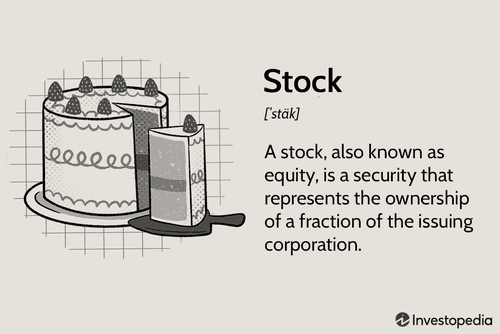 Stock
['stäk]
A stock, also known as
equity, is a security that
represents the ownership
of a fraction of the issuing
corporation.
Investopedia